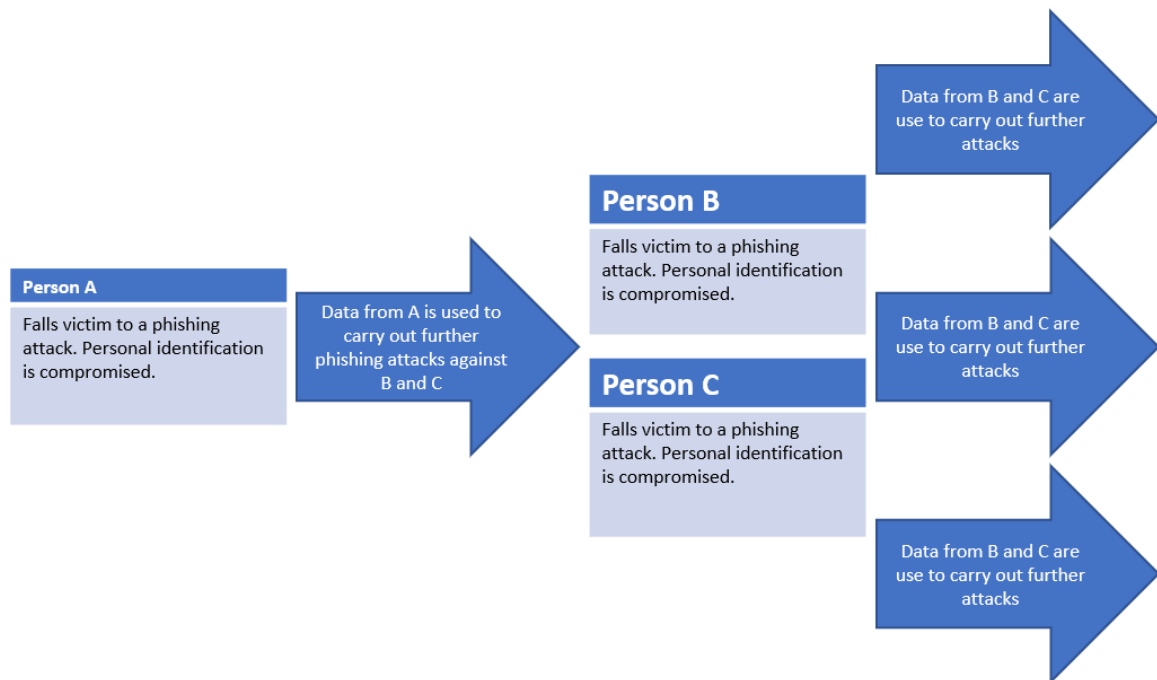 Person A
Falls victim to a phishing
attack. Personal identification
is compromised.
Data from A is used to
carry out further
phishing attacks against
B and C
Person B
Falls victim to a phishing
attack. Personal identification
is compromised.
Person C
Falls victim to a phishing
attack. Personal identification
is compromised.
Data from B and C are
use to carry out further
attacks
Data from B and C are
use to carry out further
attacks
Data from B and C are
use to carry out further
attacks